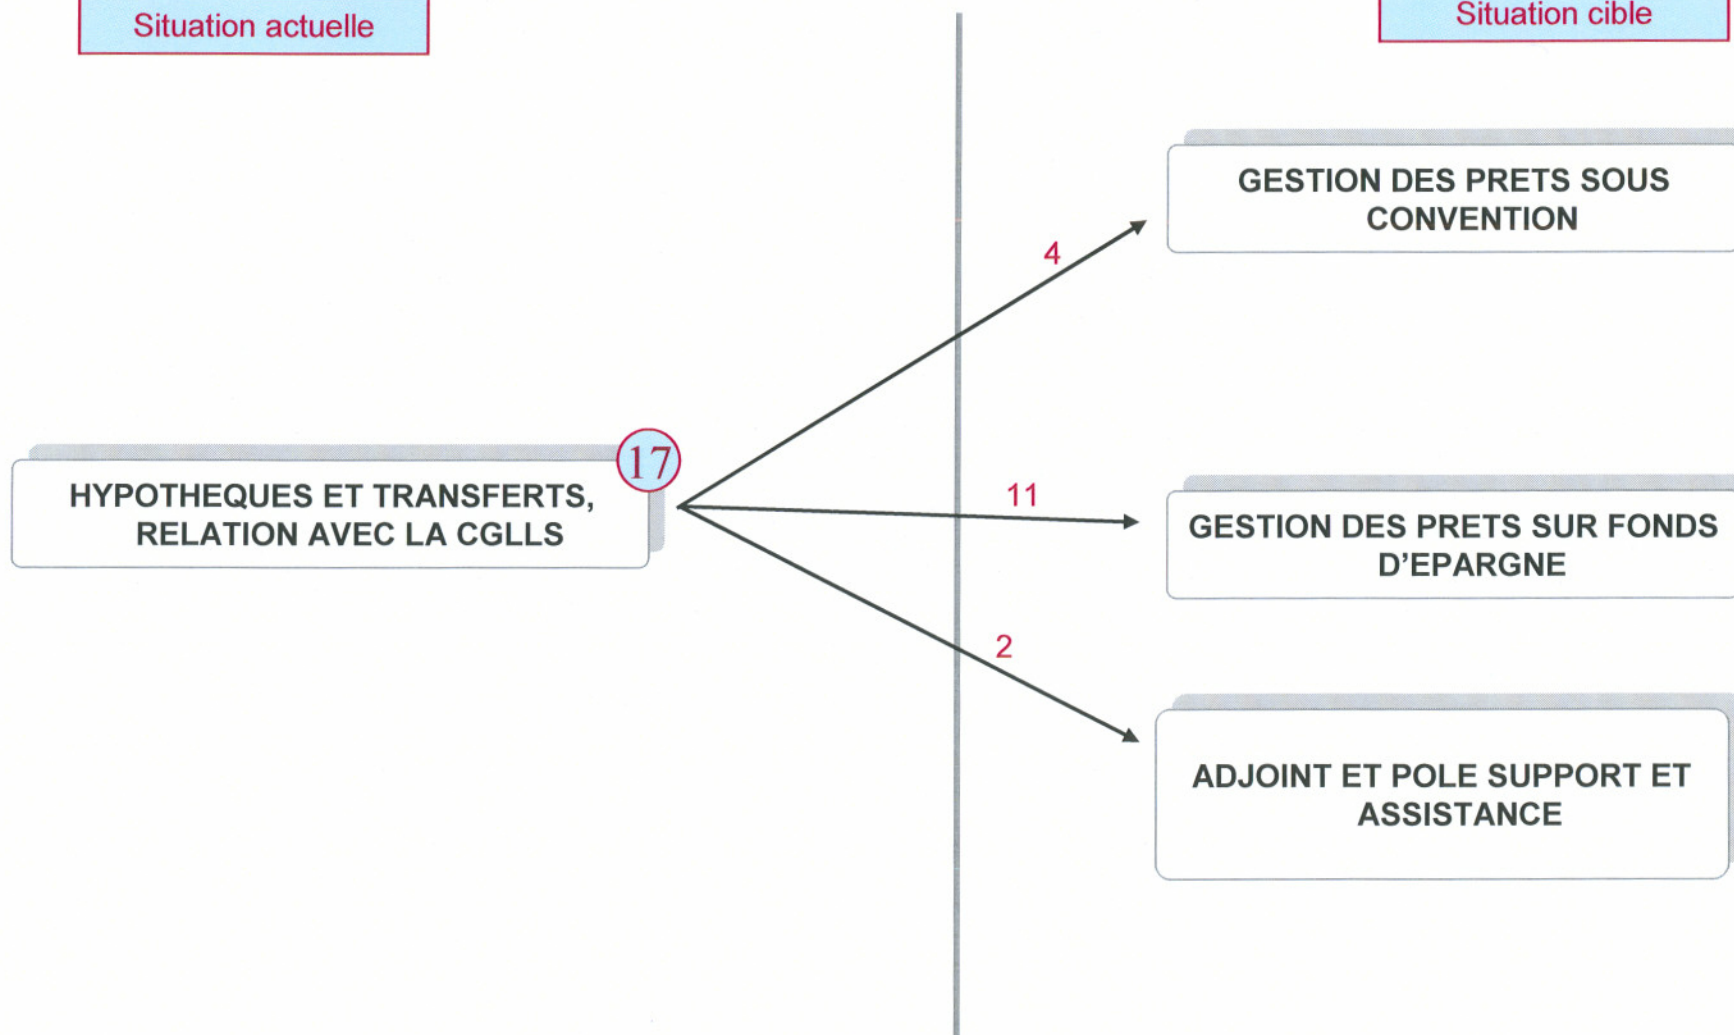 Situation actuelle
Situation cible
GESTION DES PRETS SOUS
CONVENTION
4
17
HYPOTHEQUES ET TRANSFERTS,
RELATION AVEC LA CGLLS
11
GESTION DES PRETS SUR FONDS
D’EPARGNE
2
ADJOINT ET POLE SUPPORT ET
ASSISTANCE